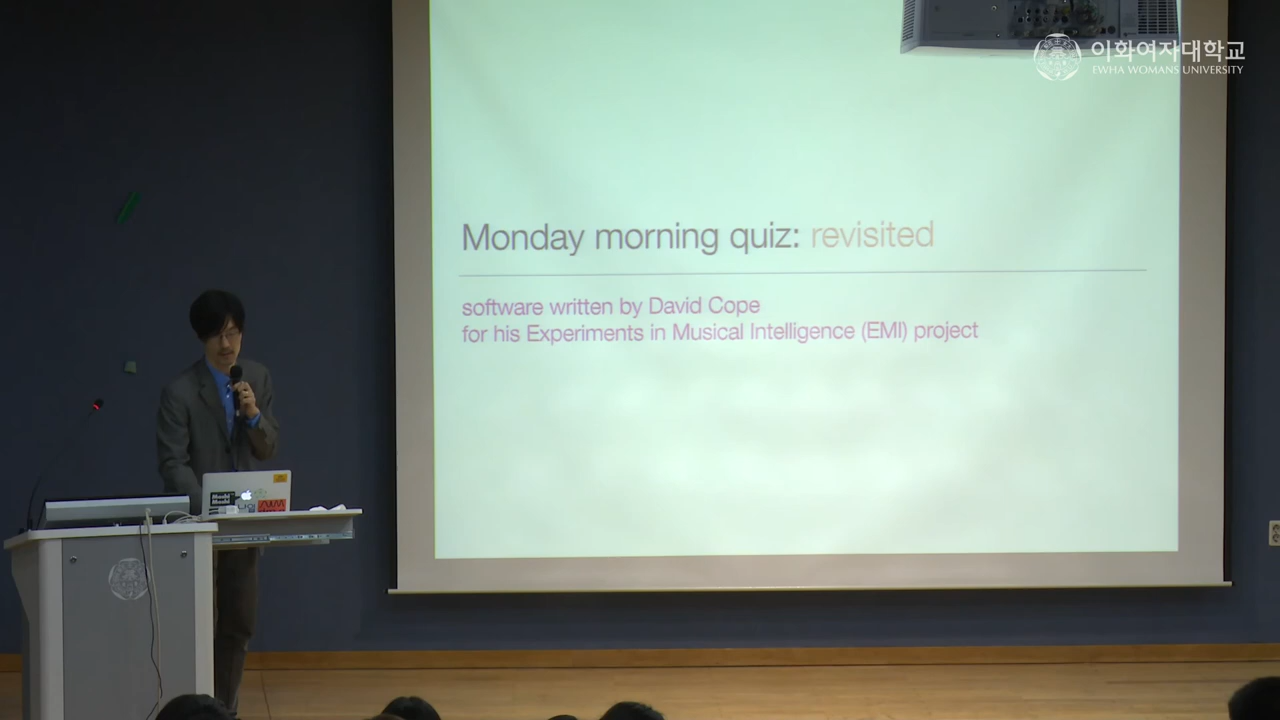 이화여자대학교
EWHA WOMANS UNIVERSITY
Monday morning quiz: revisited
software written by David Cope
for his Experiments in Musical Intelligence (EMI) project